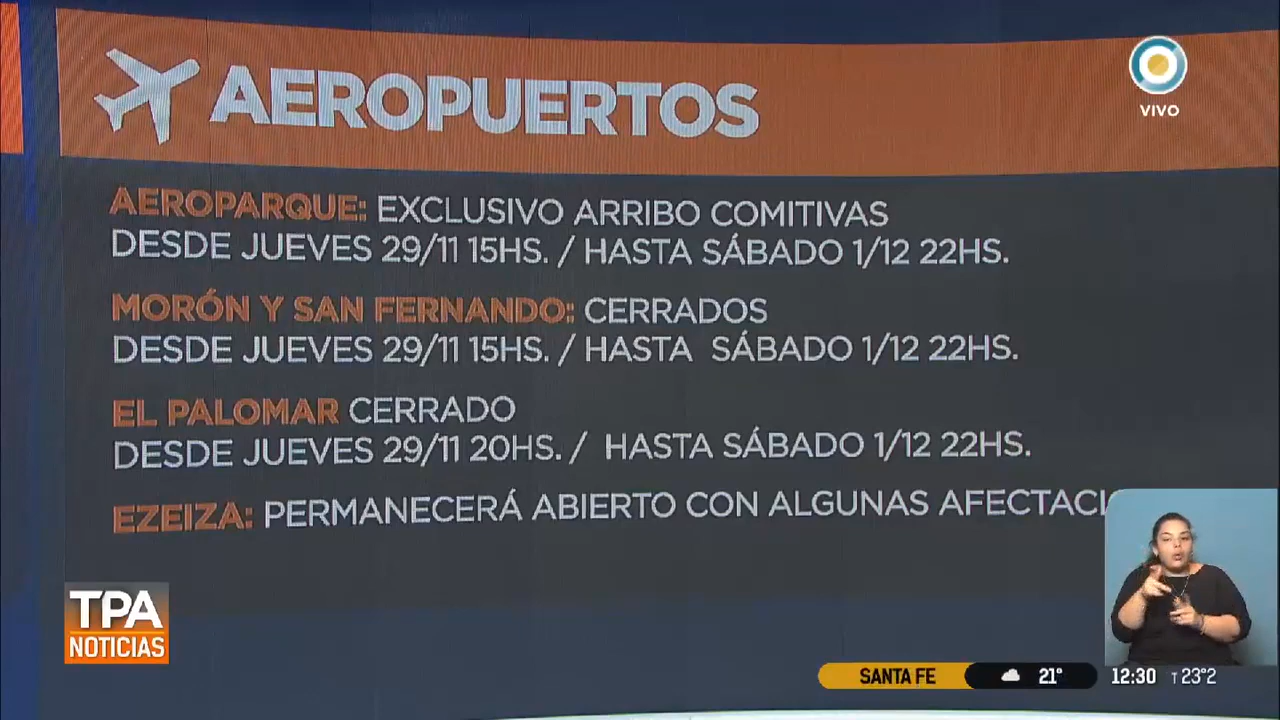 AEROPUERTOS
VIVO
AEROPARQUE: EXCLUSIVO ARRIBO COMITIVAS
DESDE JUEVES 29/11 15HS. / HASTA SÁBADO 1/12 22HS.
MORÓN Y SAN FERNANDO: CERRADOS
DESDE JUEVES 29/11 15HS. / HASTA SÁBADO 1/12 22HS.
EL PALOMAR CERRADO
DESDE JUEVES 29/11 20HS. / HASTA SÁBADO 1/12 22HS.
EZEIZA: PERMANECERÁ ABIERTO CON ALGUNAS AFECTACI
TPA
NOTICIAS
SANTA FE 21° 12:30 T 23°2